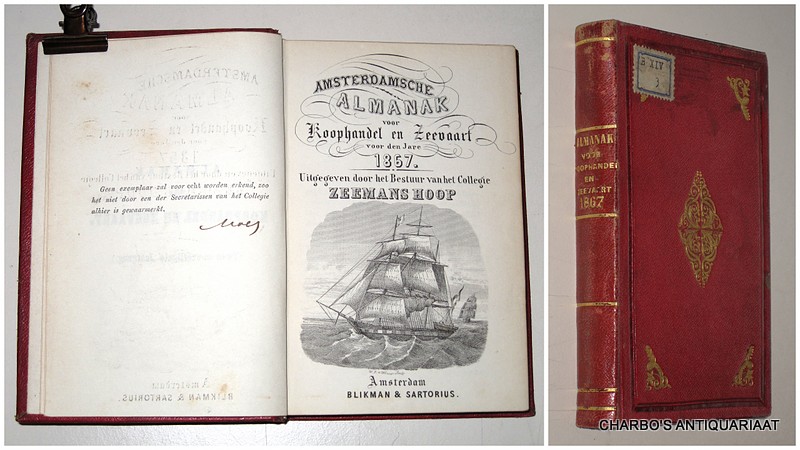 Geen exemplaar zal voor echt worden erkend, zoo
het niet door een der Secretarissen van het Collegie
alhier is gewaarmerkt.
AMSTERDAMSCHE
ALMANAK
voor
Koophandel en Zeevaart
voor den Jare
1867.
Uitgegeven door het Bestuur van het Collegie
ZEEMANS HOOP
Amsterdam
BLIKMAN & SARTORIUS.
E XIV
ALMANAK
VOOR
KOOPHANDEL
EN
ZEEVAART
1867
CHARBO'S ANTIQUARIAAT